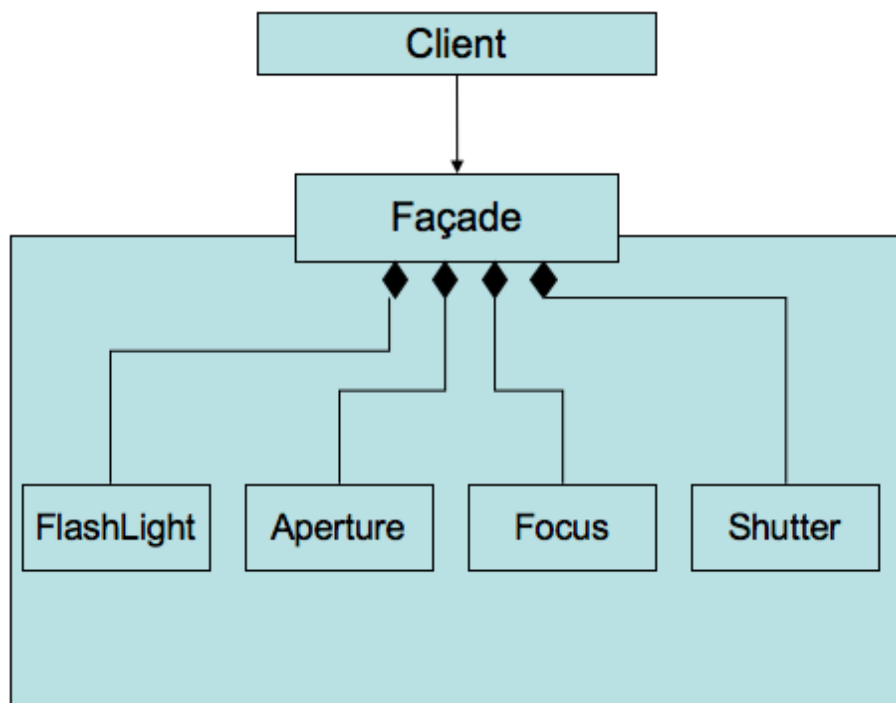 Client
Façade
FlashLight
Aperture
Focus
Shutter